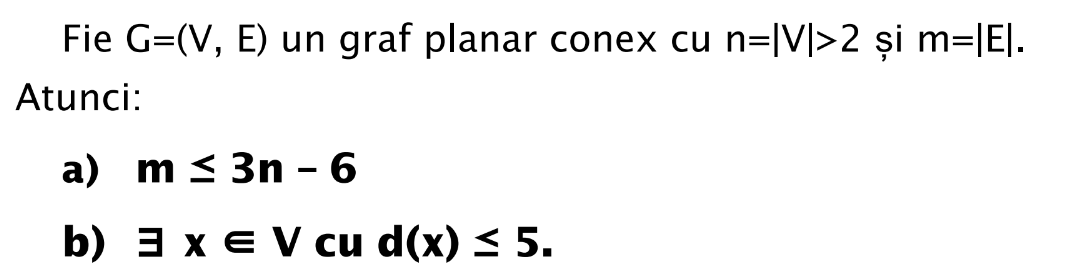 Fie G=(V, E) un graf planar conex cu n=|V|>2 și m=|E|.
Atunci:
a) m ≤ 3n – 6
b) ∃ x ∈ V cu d(x) ≤ 5.